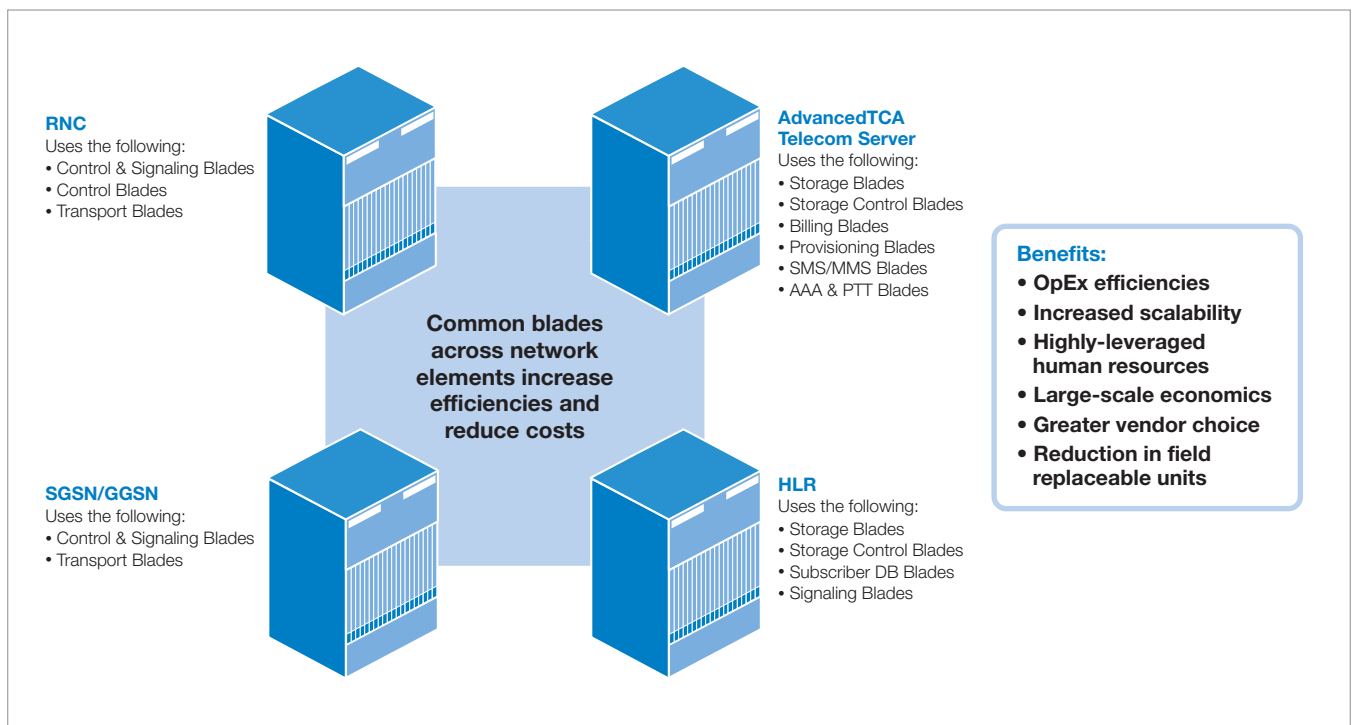 RNC
Uses the following:
• Control & Signaling Blades
• Control Blades
• Transport Blades
AdvancedTCA
Telecom Server
Uses the following:
• Storage Blades
• Storage Control Blades
• Billing Blades
• Provisioning Blades
• SMS/MMS Blades
• AAA & PTT Blades
Common blades
across network
elements increase
efficiencies and
reduce costs
SGSN/GGSN
Uses the following:
• Control & Signaling Blades
• Transport Blades
HLR
Uses the following:
• Storage Blades
• Storage Control Blades
• Subscriber DB Blades
• Signaling Blades
Benefits:
• OpEx efficiencies
• Increased scalability
• Highly-leveraged
human resources
• Large-scale economics
• Greater vendor choice
• Reduction in field
replaceable units